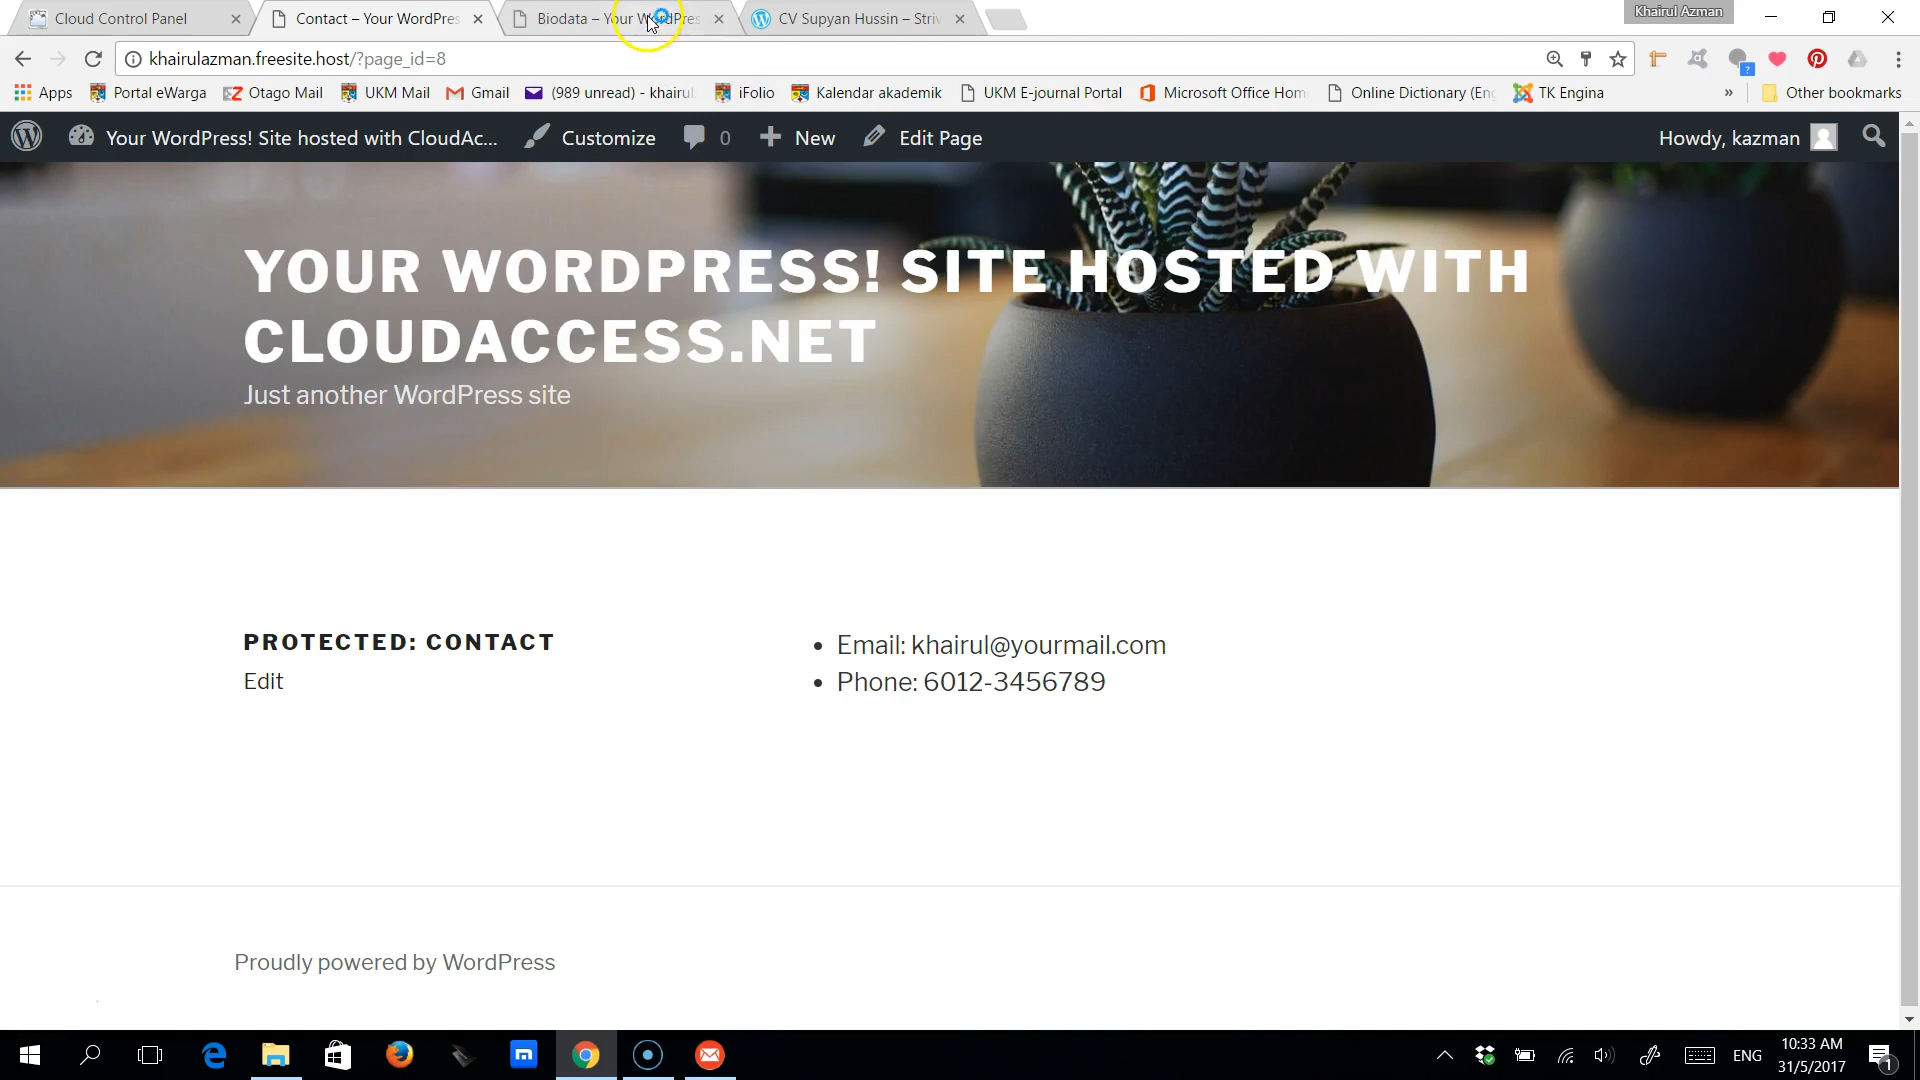 Cloud Control Panel
Contact – Your WordPres
Biodata – Your WordPres
CV Supyan Hussin – Striv
Khairul Azman
khairulazman.freesite.host/?page_id=8
Apps Portal eWarga Otago Mail UKM Mail Gmail (989 unread) - khairul iFolio Kalendar akademik UKM E-journal Portal Microsoft Office Hom Online Dictionary (Eng TK Engina » Other bookmarks
Your WordPress! Site hosted with CloudAc... Customize 0 New Edit Page Howdy, kazman
YOUR WORDPRESS! SITE HOSTED WITH
CLOUDACCESS.NET
Just another WordPress site
PROTECTED: CONTACT
Edit
• Email: khairul@yourmail.com
• Phone: 6012-3456789
Proudly powered by WordPress
ENG
10:33 AM
31/5/2017
1